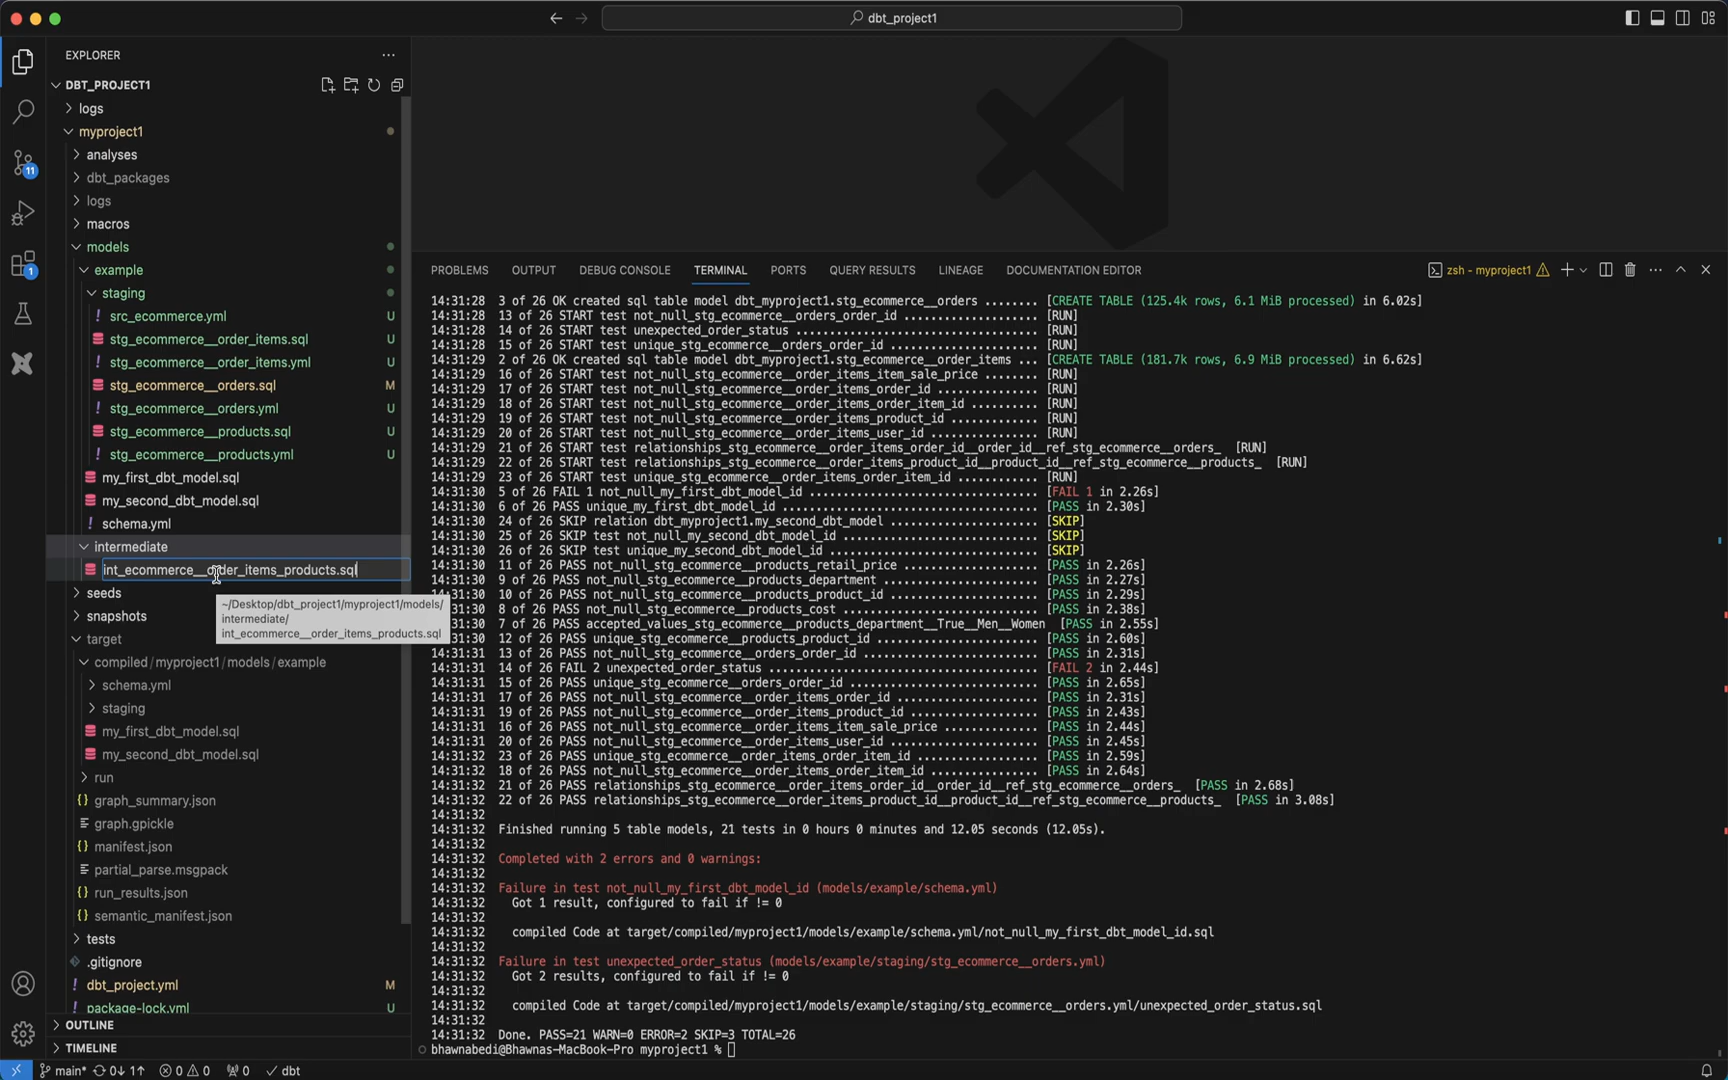 dbt_project1
EXPLORER
DBT_PROJECT1
logs
myproject1
analyses
dbt_packages
logs
macros
models
example
staging
src_ecommerce.yml U
stg_ecommerce__order_items.sql U
stg_ecommerce__order_items.yml U
stg_ecommerce__orders.sql M
stg_ecommerce__orders.yml U
stg_ecommerce__products.sql U
stg_ecommerce__products.yml U
my_first_dbt_model.sql
my_second_dbt_model.sql
schema.yml
intermediate
int_ecommerce__order_items_products.sql
seeds
snapshots
~/Desktop/dbt_project1/myproject1/models/
intermediate/
int_ecommerce__order_items_products.sql
target
compiled/myproject1/models/example
schema.yml
staging
my_first_dbt_model.sql
my_second_dbt_model.sql
run
graph_summary.json
graph.gpickle
manifest.json
partial_parse.msgpack
run_results.json
semantic_manifest.json
tests
.gitignore
dbt_project.yml M
package-lock.yml U
OUTLINE
TIMELINE
11
1
PROBLEMS OUTPUT DEBUG CONSOLE TERMINAL PORTS QUERY RESULTS LINEAGE DOCUMENTATION EDITOR
zsh - myproject1
14:31:28 3 of 26 OK created sql table model dbt_myproject1.stg_ecommerce__orders ........ [CREATE TABLE (125.4k rows, 6.1 MiB processed) in 6.02s]
14:31:28 13 of 26 START test not_null_stg_ecommerce__orders_order_id .................... [RUN]
14:31:28 14 of 26 START test unexpected_order_status .................................... [RUN]
14:31:28 15 of 26 START test unique_stg_ecommerce__orders_order_id ...................... [RUN]
14:31:29 2 of 26 OK created sql table model dbt_myproject1.stg_ecommerce__order_items ... [CREATE TABLE (181.7k rows, 6.9 MiB processed) in 6.62s]
14:31:29 16 of 26 START test not_null_stg_ecommerce__order_items_item_sale_price ........ [RUN]
14:31:29 17 of 26 START test not_null_stg_ecommerce__order_items_order_id ............... [RUN]
14:31:29 18 of 26 START test not_null_stg_ecommerce__order_items_order_item_id .......... [RUN]
14:31:29 19 of 26 START test not_null_stg_ecommerce__order_items_product_id ............. [RUN]
14:31:29 20 of 26 START test not_null_stg_ecommerce__order_items_user_id ................ [RUN]
14:31:29 21 of 26 START test relationships_stg_ecommerce__order_items_order_id__order_id__ref_stg_ecommerce__orders_ [RUN]
14:31:29 22 of 26 START test relationships_stg_ecommerce__order_items_product_id__product_id__ref_stg_ecommerce__products_ [RUN]
14:31:29 23 of 26 START test unique_stg_ecommerce__order_items_order_item_id ............ [RUN]
14:31:30 5 of 26 FAIL 1 not_null_my_first_dbt_model_id .................................. [FAIL 1 in 2.26s]
14:31:30 6 of 26 PASS unique_my_first_dbt_model_id ...................................... [PASS in 2.30s]
14:31:30 24 of 26 SKIP relation dbt_myproject1.my_second_dbt_model ...................... [SKIP]
14:31:30 25 of 26 SKIP test not_null_my_second_dbt_model_id ............................. [SKIP]
14:31:30 26 of 26 SKIP test unique_my_second_dbt_model_id ............................... [SKIP]
14:31:30 11 of 26 PASS not_null_stg_ecommerce__products_retail_price .................... [PASS in 2.26s]
14:31:30 9 of 26 PASS not_null_stg_ecommerce__products_department ....................... [PASS in 2.27s]
14:31:30 10 of 26 PASS not_null_stg_ecommerce__products_product_id ...................... [PASS in 2.29s]
14:31:30 8 of 26 PASS not_null_stg_ecommerce__products_cost ............................. [PASS in 2.38s]
14:31:30 7 of 26 PASS accepted_values_stg_ecommerce__products_department__True__Men__Women [PASS in 2.55s]
14:31:30 12 of 26 PASS unique_stg_ecommerce__products_product_id ........................ [PASS in 2.60s]
14:31:31 13 of 26 PASS not_null_stg_ecommerce__orders_order_id .......................... [PASS in 2.31s]
14:31:31 14 of 26 FAIL 2 unexpected_order_status ........................................ [FAIL 2 in 2.44s]
14:31:31 15 of 26 PASS unique_stg_ecommerce__orders_order_id ............................ [PASS in 2.65s]
14:31:31 17 of 26 PASS not_null_stg_ecommerce__order_items_order_id ..................... [PASS in 2.31s]
14:31:31 19 of 26 PASS not_null_stg_ecommerce__order_items_product_id ................... [PASS in 2.43s]
14:31:31 16 of 26 PASS not_null_stg_ecommerce__order_items_item_sale_price .............. [PASS in 2.44s]
14:31:31 20 of 26 PASS not_null_stg_ecommerce__order_items_user_id ...................... [PASS in 2.45s]
14:31:32 23 of 26 PASS unique_stg_ecommerce__order_items_order_item_id .................. [PASS in 2.59s]
14:31:32 18 of 26 PASS not_null_stg_ecommerce__order_items_order_item_id ................ [PASS in 2.64s]
14:31:32 21 of 26 PASS relationships_stg_ecommerce__order_items_order_id__order_id__ref_stg_ecommerce__orders_ [PASS in 2.68s]
14:31:32 22 of 26 PASS relationships_stg_ecommerce__order_items_product_id__product_id__ref_stg_ecommerce__products_ [PASS in 3.08s]
14:31:32
14:31:32 Finished running 5 table models, 21 tests in 0 hours 0 minutes and 12.05 seconds (12.05s).
14:31:32
14:31:32 Completed with 2 errors and 0 warnings:
14:31:32
14:31:32 Failure in test not_null_my_first_dbt_model_id (models/example/schema.yml)
14:31:32 Got 1 result, configured to fail if != 0
14:31:32
14:31:32 compiled Code at target/compiled/myproject1/models/example/schema.yml/not_null_my_first_dbt_model_id.sql
14:31:32
14:31:32 Failure in test unexpected_order_status (models/example/staging/stg_ecommerce__orders.yml)
14:31:32 Got 2 results, configured to fail if != 0
14:31:32
14:31:32 compiled Code at target/compiled/myproject1/models/example/staging/stg_ecommerce__orders.yml/unexpected_order_status.sql
14:31:32
14:31:32 Done. PASS=21 WARN=0 ERROR=2 SKIP=3 TOTAL=26
bhawnabedi@Bhawnas-MacBook-Pro myproject1 %
main* 0↓ 1↑ 0 0 0 dbt